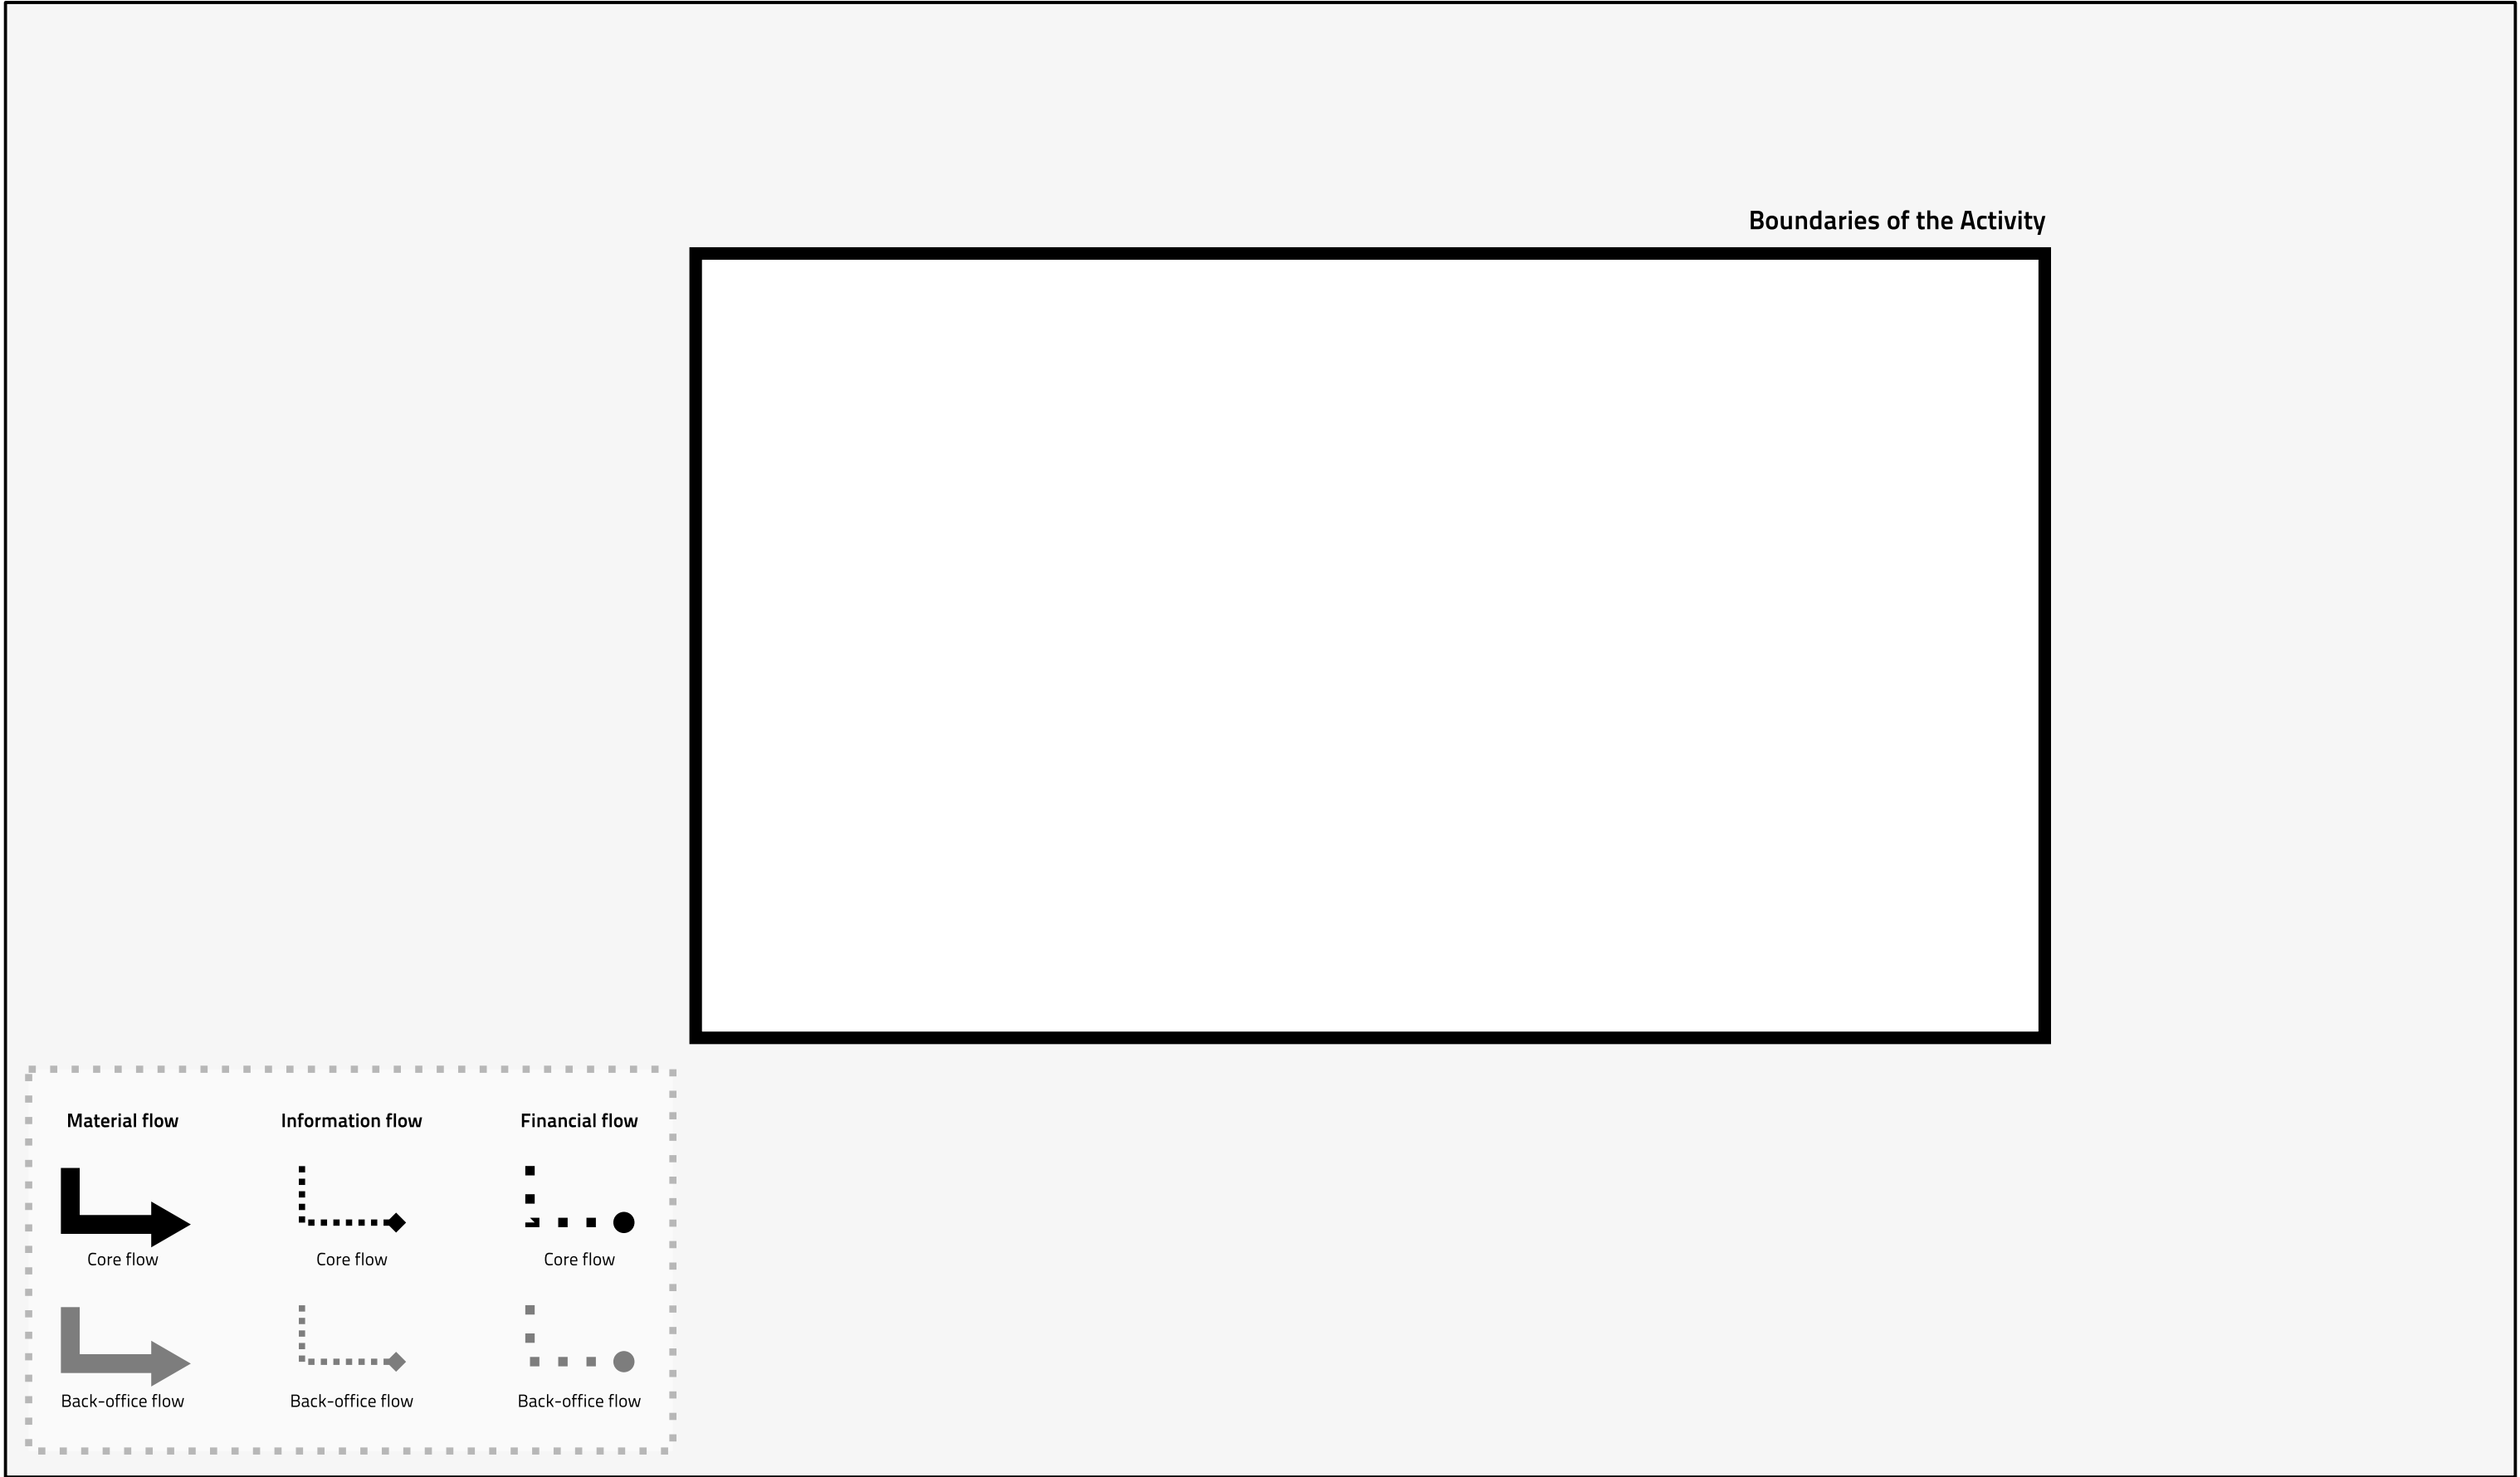 Boundaries of the Activity
Material flow
Information flow
Financial flow
Core flow
Core flow
Core flow
Back-office flow
Back-office flow
Back-office flow